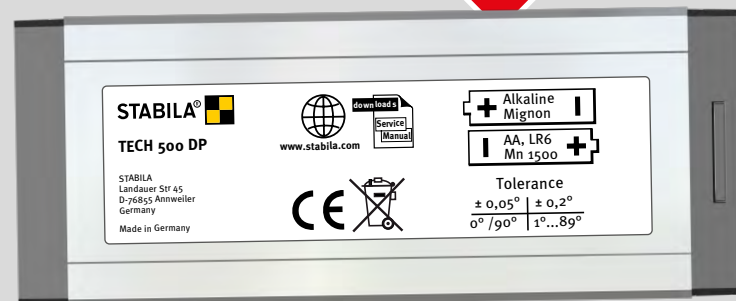 STABILA®
TECH 500 DP
STABILA
Landauer Str 45
D-76855 Annweiler
Germany
Made in Germany
www.stabila.com
downloads
Service
Manual
CE
+ Alkaline
Mignon
AA, LR6
Mn 1500 +
Tolerance
± 0,05° ± 0,2°
0° /90° 1°...89°